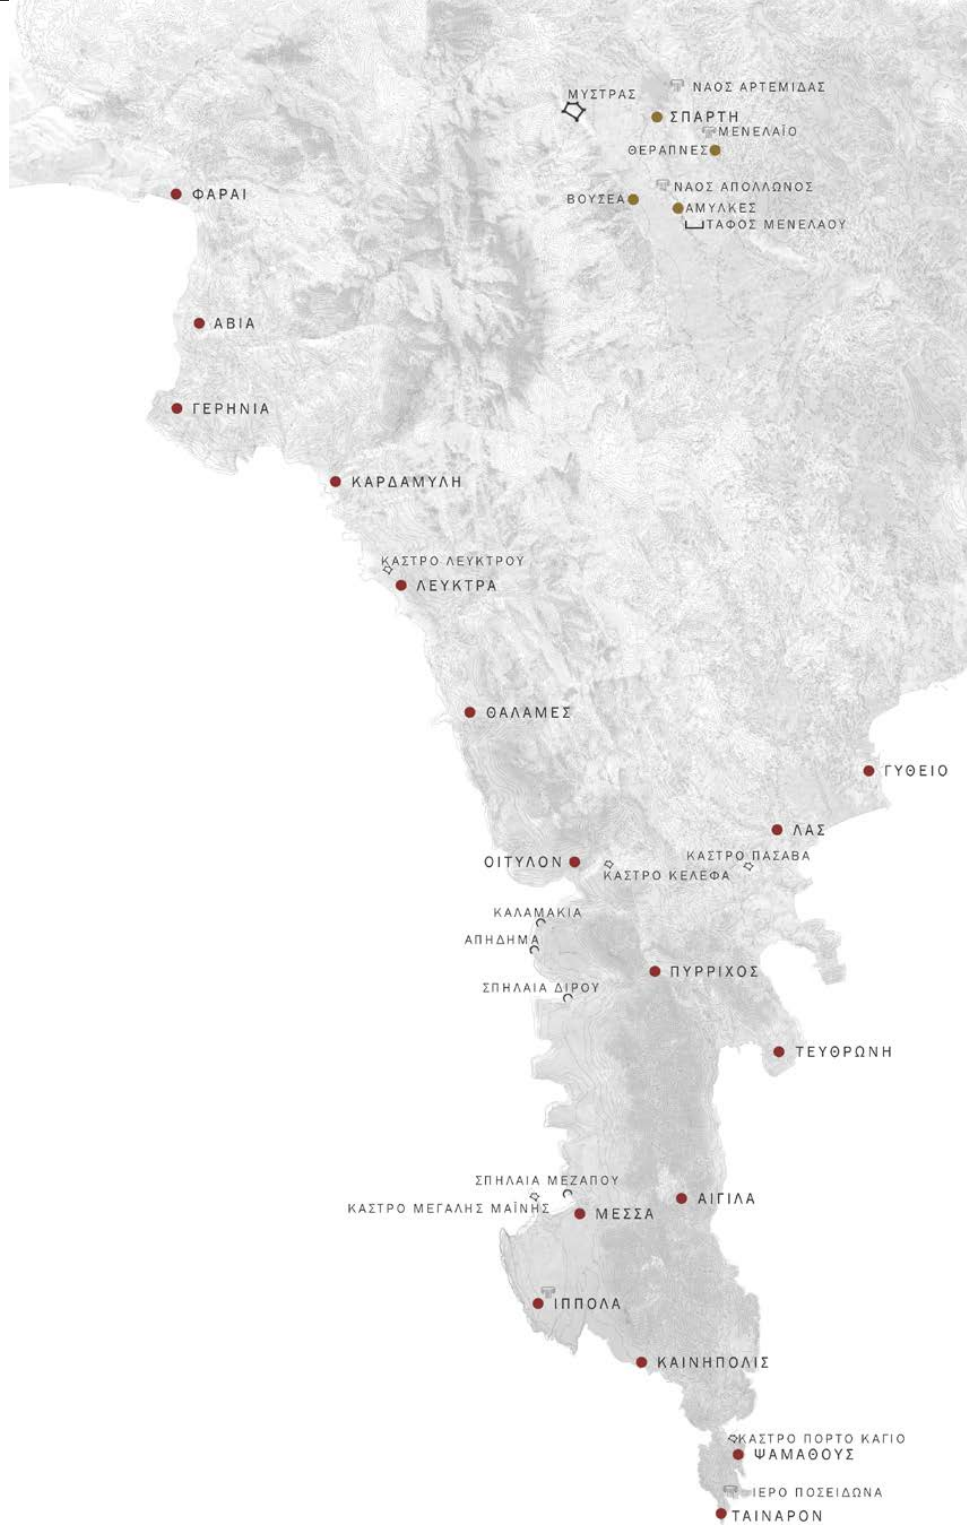 ΝΑΟΣ ΑΡΤΕΜΙΔΑΣ
ΜΥΣΤΡΑΣ
ΣΠΑΡΤΗ
ΜΕΝΕΛΑΪΟ
ΘΕΡΑΠΝΕΣ
ΝΑΟΣ ΑΠΟΛΛΩΝΟΣ
ΦΑΡΑΙ
ΒΟΥΣΕΑ
ΑΜΥΛΚΕΣ
ΤΑΦΟΣ ΜΕΝΕΛΑΟΥ
ΑΒΙΑ
ΓΕΡΗΝΙΑ
ΚΑΡΔΑΜΥΛΗ
ΚΑΣΤΡΟ ΛΕΥΚΤΡΟΥ
ΛΕΥΚΤΡΑ
ΘΑΛΑΜΕΣ
ΓΥΘΕΙΟ
ΛΑΣ
ΚΑΣΤΡΟ ΠΑΣΑΒΑ
ΟΙΤΥΛΟΝ
ΚΑΣΤΡΟ ΚΕΛΕΦΑ
ΚΑΛΑΜΑΚΙΑ
ΑΠΗΔΗΜΑ
ΠΥΡΡΙΧΟΣ
ΣΠΗΛΑΙΑ ΔΙΡΟΥ
ΤΕΥΘΡΩΝΗ
ΣΠΗΛΑΙΑ ΜΕΖΑΠΟΥ
ΑΙΓΙΛΑ
ΚΑΣΤΡΟ ΜΕΓΑΛΗΣ ΜΑΪΝΗΣ
ΜΕΣΣΑ
ΙΠΠΟΛΑ
ΚΑΙΝΗΠΟΛΙΣ
ΚΑΣΤΡΟ ΠΟΡΤΟ ΚΑΓΙΟ
ΨΑΜΑΘΟΥΣ
ΙΕΡΟ ΠΟΣΕΙΔΩΝΑ
ΤΑΙΝΑΡΟΝ